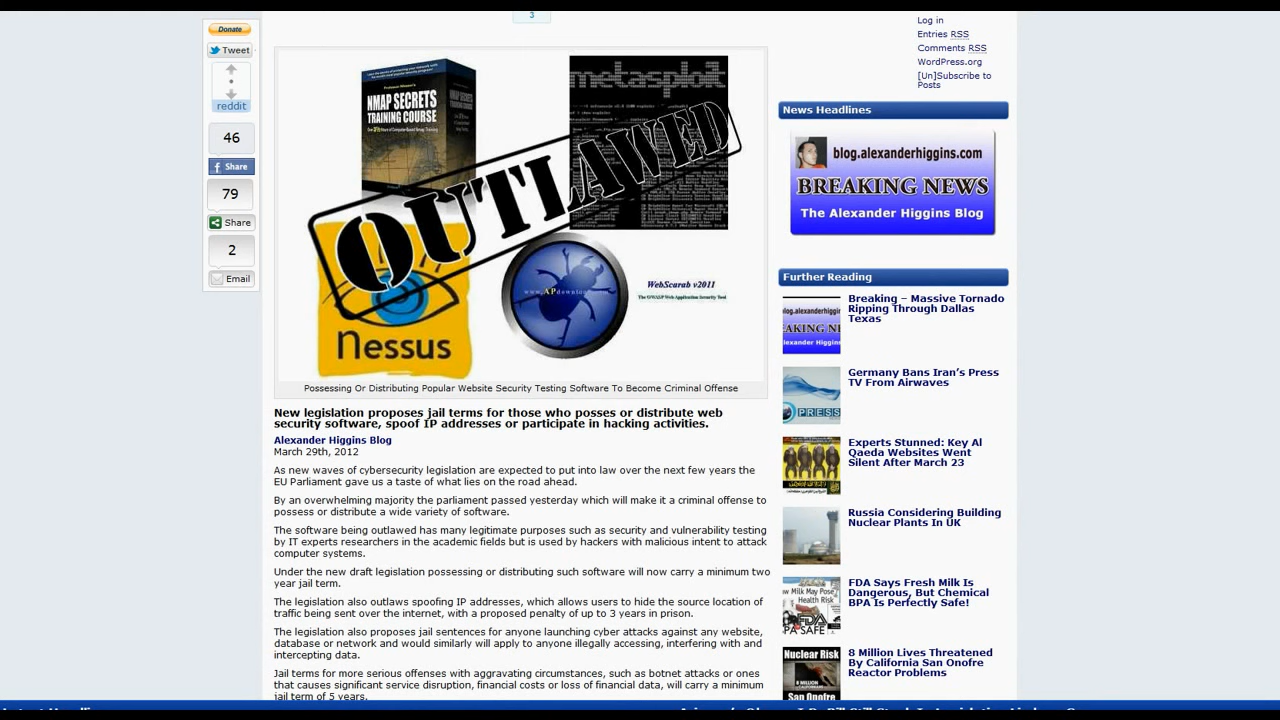 3
Donate
Tweet
reddit
46
Share
79
Share
2
Email
NMAP SECRETS
TRAINING COURSE
metasploit
OUTLAWED
Nessus
WebScarab v2011
The OWASP Web Application Security Tool
Possessing Or Distributing Popular Website Security Testing Software To Become Criminal Offense
New legislation proposes jail terms for those who posses or distribute web
security software, spoof IP addresses or participate in hacking activities.
Alexander Higgins Blog
March 29th, 2012
As new waves of cybersecurity legislation are expected to put into law over the next few years the
EU Parliament gave us a taste of what lies on the road ahead.
By an overwhelming majority the parliament passed yesterday which will make it a criminal offense to
possess or distribute a wide variety of software.
The software being outlawed has many legitimate purposes such as security and vulnerability testing
by IT experts researchers in the academic fields but is used by hackers with malicious intent to attack
computer systems.
Under the new draft legislation possessing or distributing such software will now carry a minimum two
year jail term.
The legislation also outlaws spoofing IP addresses, which allows users to hide the source location of
traffic being sent over the internet, with a proposed penalty of up to 3 years in prison.
The legislation also proposes jail sentences for anyone launching cyber attacks against any website,
database or network and would similarly will apply to anyone illegally accessing, interfering with and
intercepting data.
Jail terms for more serious offenses with aggravating circumstances, such as botnet attacks or ones
that causes significant service disruption, financial costs or loss of financial data, will carry a minimum
jail term of 5 years.
Log in
Entries RSS
Comments RSS
WordPress.org
[Un]Subscribe to
Posts
News Headlines
blog.alexanderhiggins.com
BREAKING NEWS
The Alexander Higgins Blog
Further Reading
Breaking – Massive Tornado
Ripping Through Dallas
Texas
Germany Bans Iran's Press
TV From Airwaves
PRESS
Experts Stunned: Key Al
Qaeda Websites Went
Silent After March 23
Russia Considering Building
Nuclear Plants In UK
FDA Says Fresh Milk Is
Dangerous, But Chemical
BPA Is Perfectly Safe!
8 Million Lives Threatened
By California San Onofre
Reactor Problems
Nuclear Risk
San Onofre